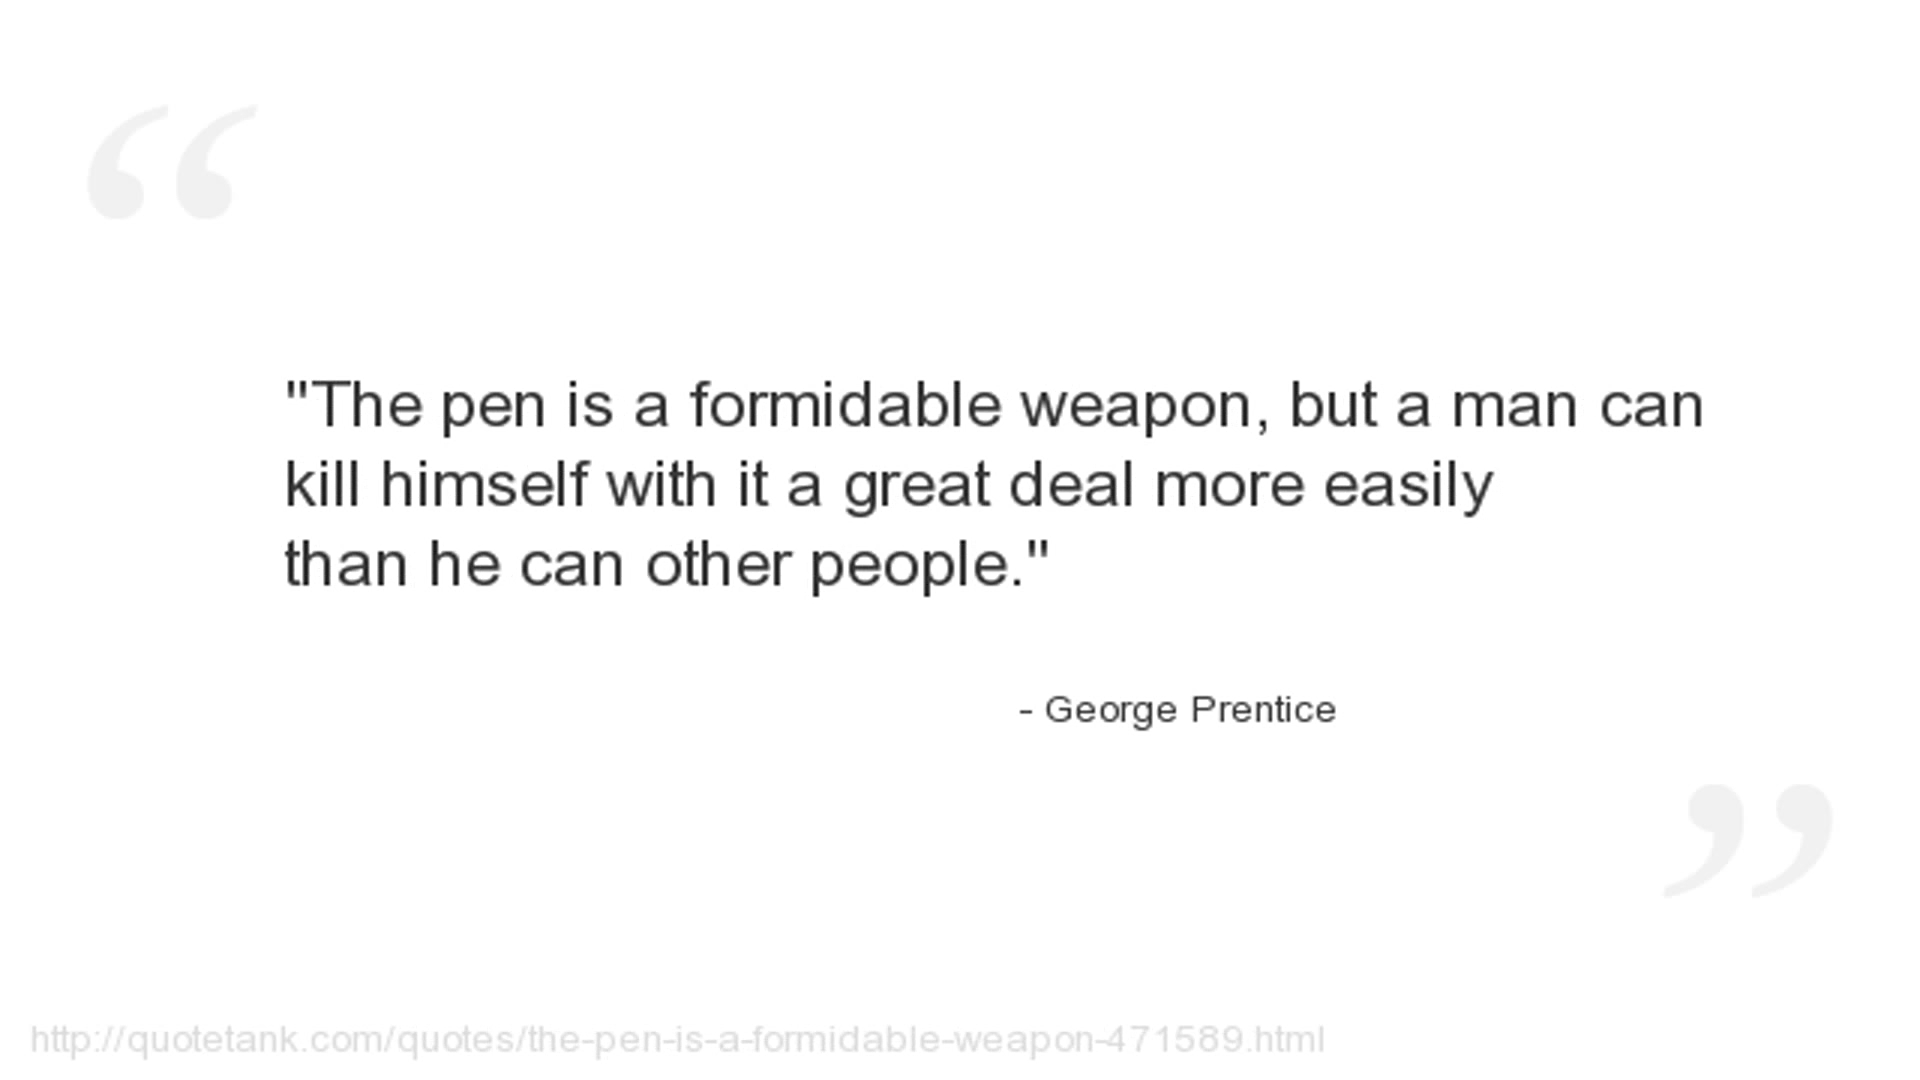 "The pen is a formidable weapon, but a man can
kill himself with it a great deal more easily
than he can other people."
- George Prentice
http://quotetank.com/quotes/the-pen-is-a-formidable-weapon-471589.html